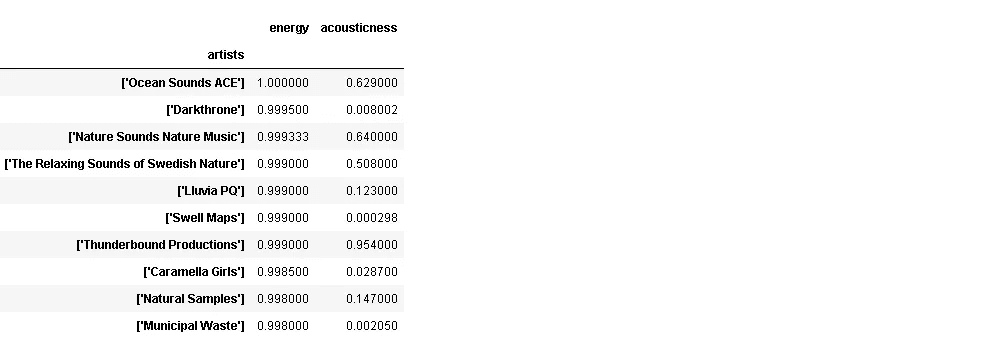 energy acousticness
artists
['Ocean Sounds ACE'] 1.000000 0.629000
['Darkthrone'] 0.999500 0.008002
['Nature Sounds Nature Music'] 0.999333 0.640000
['The Relaxing Sounds of Swedish Nature'] 0.999000 0.508000
['Lluvia PQ'] 0.999000 0.123000
['Swell Maps'] 0.999000 0.000298
['Thunderbound Productions'] 0.999000 0.954000
['Caramella Girls'] 0.998500 0.028700
['Natural Samples'] 0.998000 0.147000
['Municipal Waste'] 0.998000 0.002050